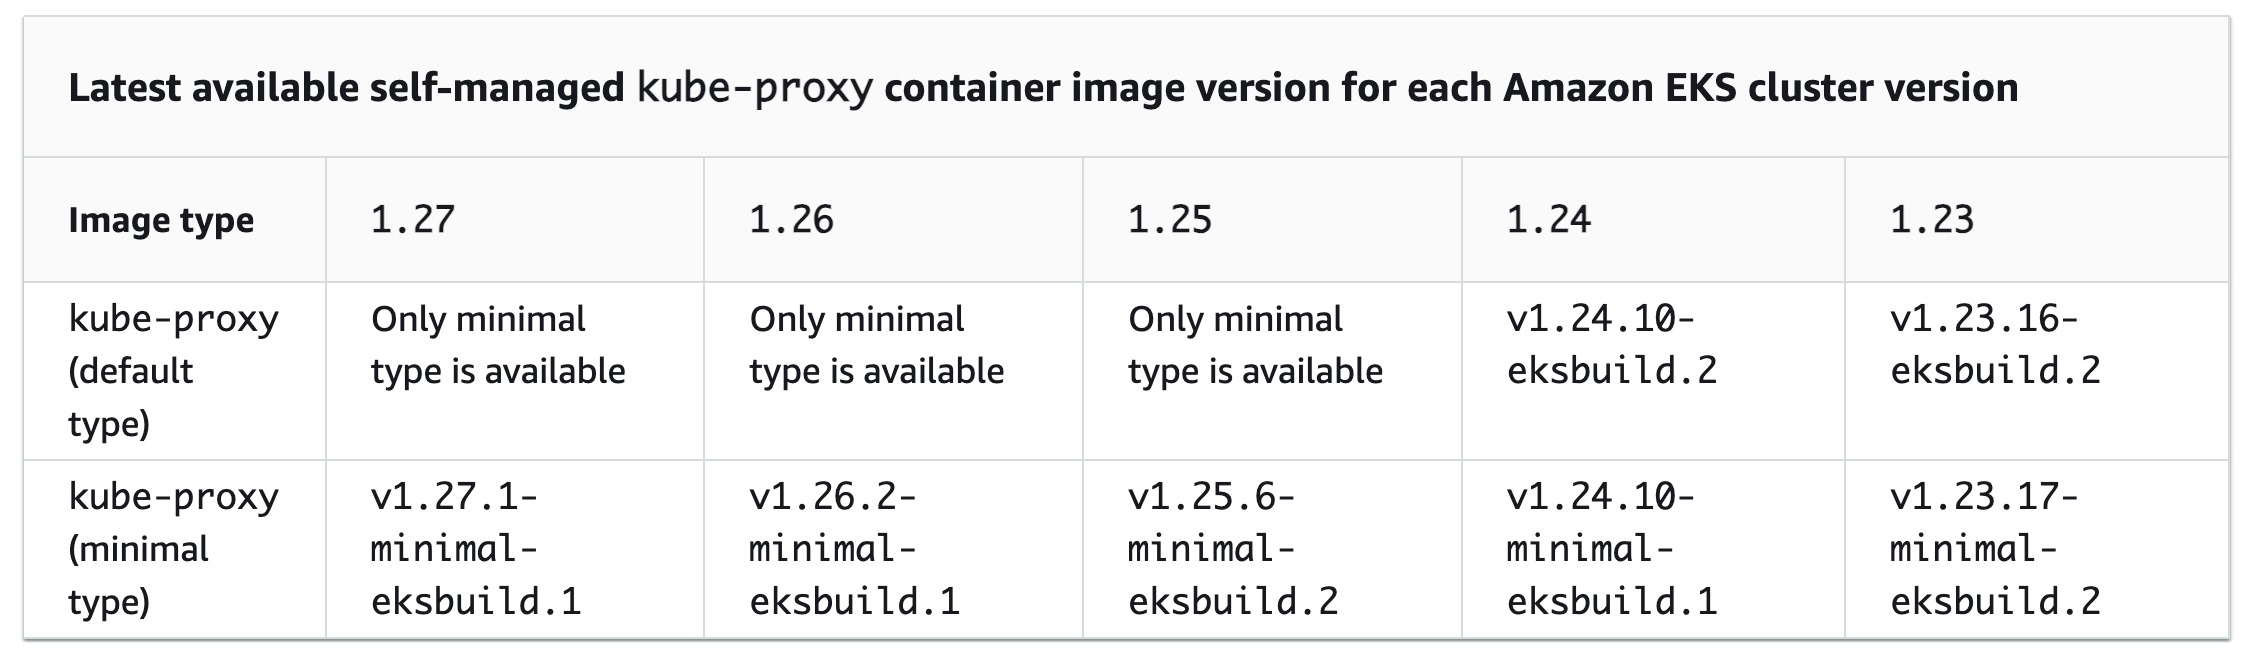 Latest available self-managed kube-proxy container image version for each Amazon EKS cluster version
Image type 1.27 1.26 1.25 1.24 1.23
kube-proxy Only minimal Only minimal Only minimal v1.24.10- v1.23.16-
(default type is available type is available type is available eksbuild.2 eksbuild.2
type)
kube-proxy v1.27.1- v1.26.2- v1.25.6- v1.24.10- v1.23.17-
(minimal minimal- minimal- minimal- minimal- minimal-
type) eksbuild.1 eksbuild.1 eksbuild.2 eksbuild.1 eksbuild.2